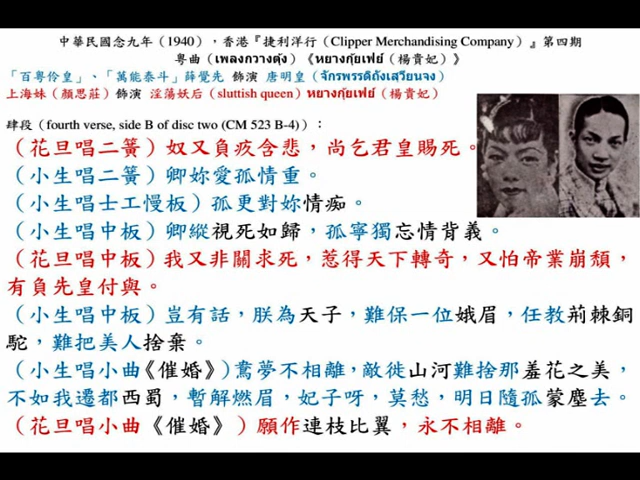 中華民國念九年（1940），香港『捷利洋行（Clipper Merchandising Company）』第四期
粵曲（เพลงกวางตุ้ง）《หยางกุ้ยเฟย์（楊貴妃）》
「百粵伶皇」、「萬能泰斗」薛覺先 飾演 唐明皇（จักรพรรดิถังเสฺวียนจง）
上海妹（顏思莊）飾演 淫蕩妖后（sluttish queen）หยางกุ้ยเฟย์（楊貴妃）
肆段（fourth verse, side B of disc two (CM 523 B-4)）：
（花旦唱二簧）奴又負疚含悲，尚乞君皇賜死。
（小生唱二簧）卿妳愛孤情重。
（小生唱士工慢板）孤更對妳情痴。
（小生唱中板）卿縱視死如歸，孤寧獨忘情背義。
（花旦唱中板）我又非關求死，惹得天下轉奇，又怕帝業崩頹，
有負先皇付與。
（小生唱中板）豈有話，朕為天子，難保一位娥眉，任教荊棘銅
駝，難把美人捨棄。
（小生唱小曲《催婚》）鴛夢不相離，敝徙山河難捨那羞花之美，
不如我遷都西蜀，暫解燃眉，妃子呀，莫愁，明日隨孤蒙塵去。
（花旦唱小曲《催婚》）願作連枝比翼，永不相離。